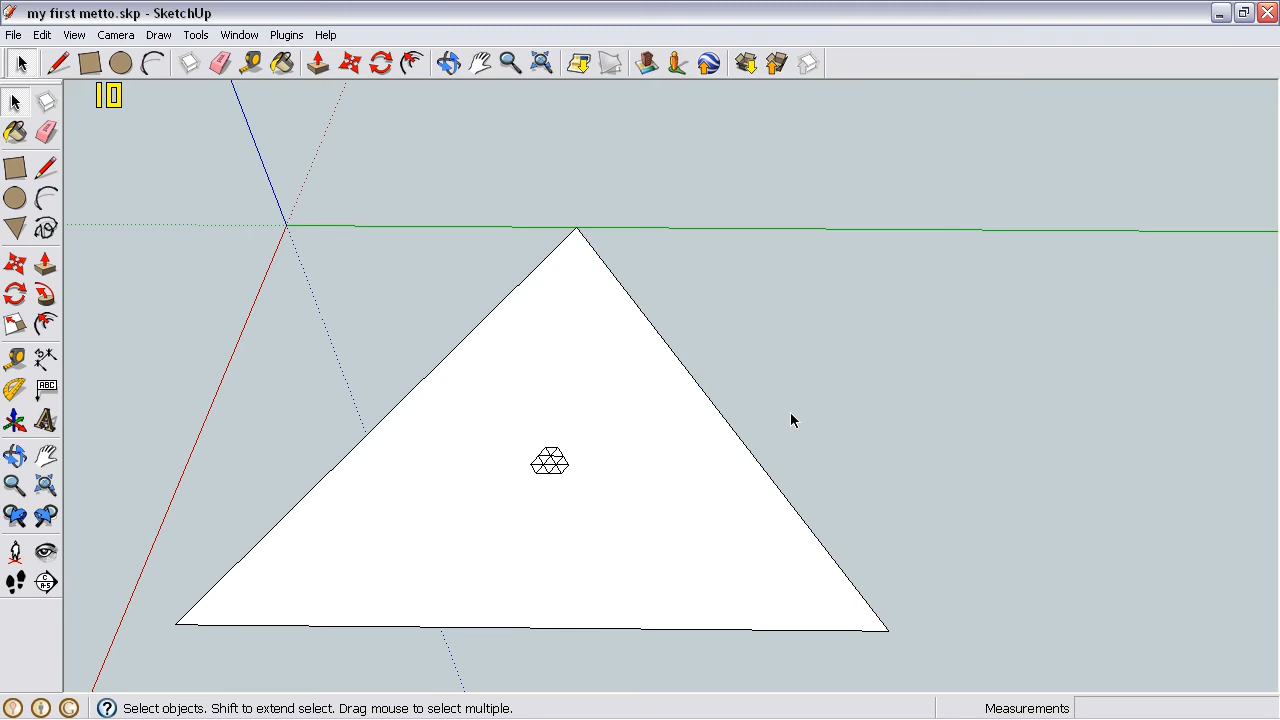 my first metto.skp - SketchUp
File Edit View Camera Draw Tools Window Plugins Help
10
ABC
A
Select objects. Shift to extend select. Drag mouse to select multiple.
Measurements